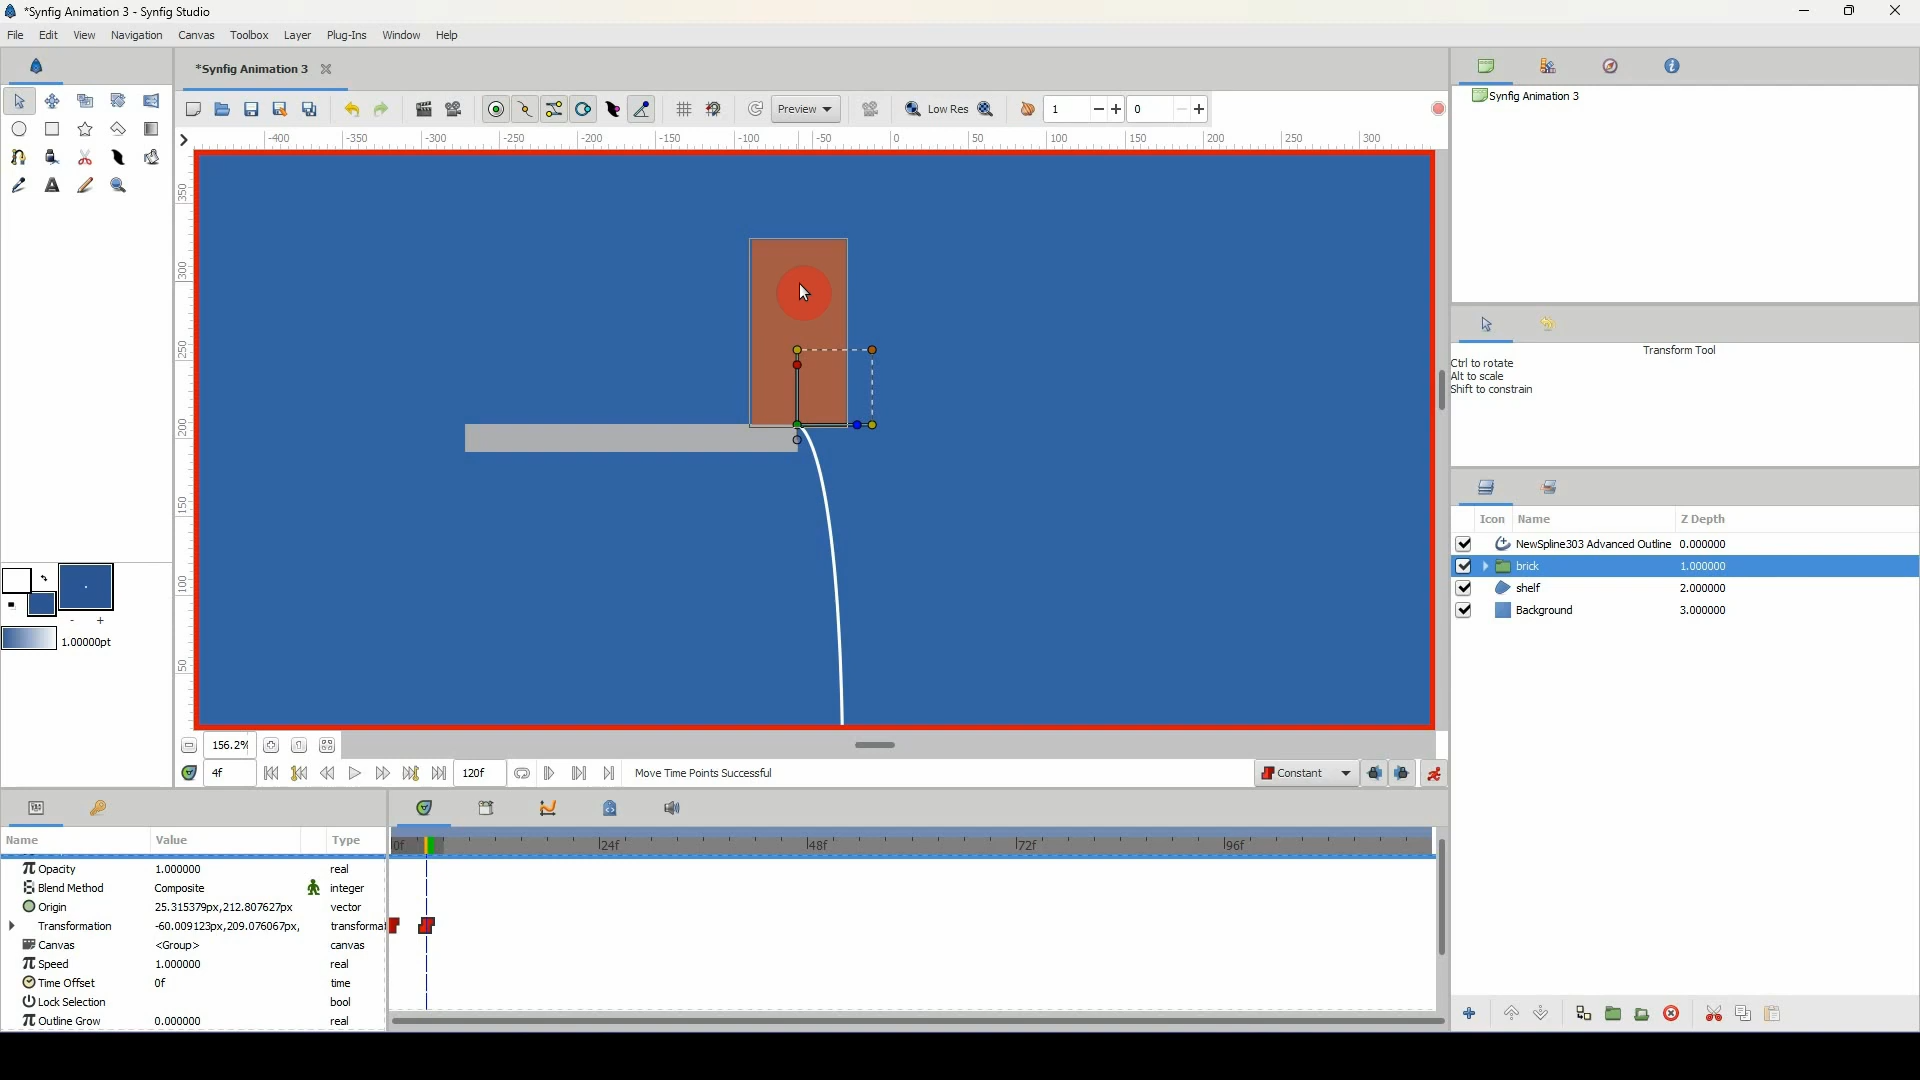 *Synfig Animation 3 - Synfig Studio
File Edit View Navigation Canvas Toolbox Layer Plug-Ins Window Help
*Synfig Animation 3
Preview Low Res 1 0
-400 -350 -300 -250 -200 -150 -100 -50 0 50 100 150 200 250 300
350
300
250
200
150
100
50
1.00000pt
156.2%
4f 120f Move Time Points Successful Constant
Name Value Type
Opacity 1.000000 real
Blend Method Composite integer
Origin 25.315379px,212.807627px vector
Transformation -60.009123px,209.076067px, transforma
Canvas <Group> canvas
Speed 1.000000 real
Time Offset 0f time
Lock Selection bool
Outline Grow 0.000000 real
0f 24f 48f 72f 96f
Synfig Animation 3
Transform Tool
Ctrl to rotate
Alt to scale
Shift to constrain
Icon Name Z Depth
NewSpline303 Advanced Outline 0.000000
brick 1.000000
shelf 2.000000
Background 3.000000